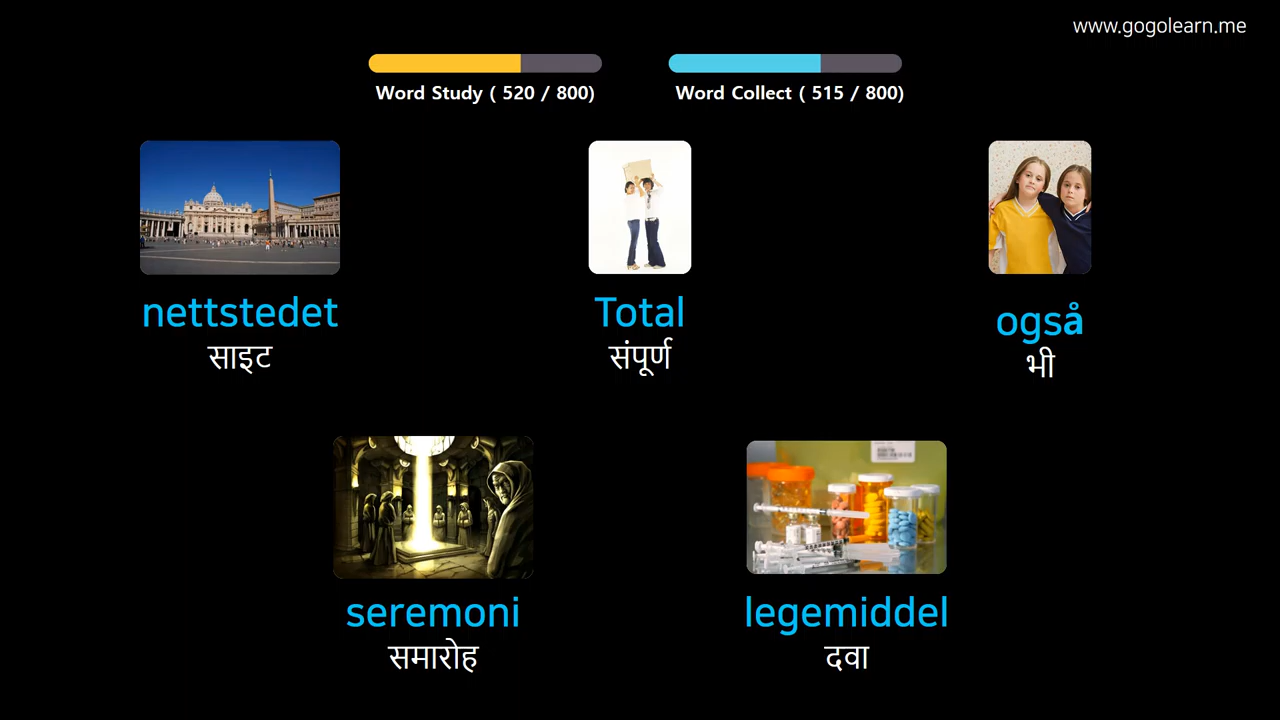 www.gogolearn.me
Word Study ( 520 / 800)
Word Collect ( 515 / 800)
nettstedet
साइट
Total
संपूर्ण
også
भी
seremoni
समारोह
legemiddel
दवा